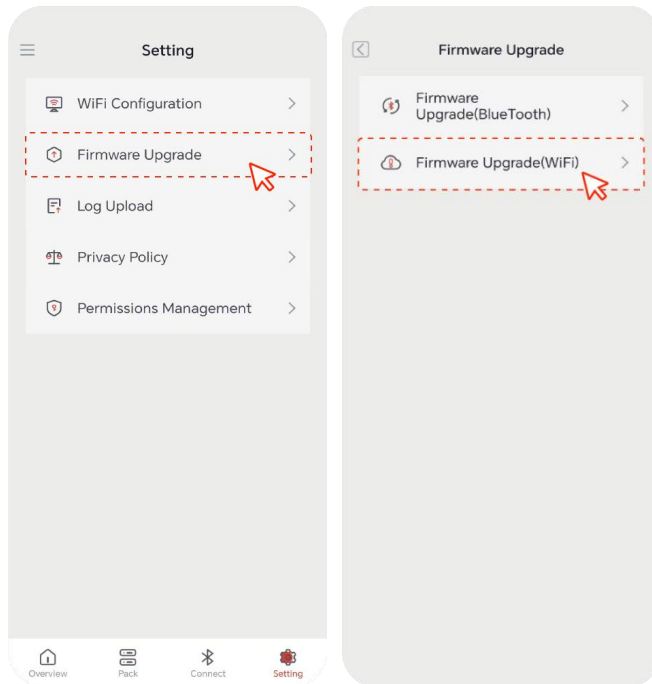 Setting
WiFi Configuration
Firmware Upgrade
Log Upload
Privacy Policy
Permissions Management
Overview
Pack
Connect
Setting
Firmware Upgrade
Firmware
Upgrade(BlueTooth)
Firmware Upgrade(WiFi)